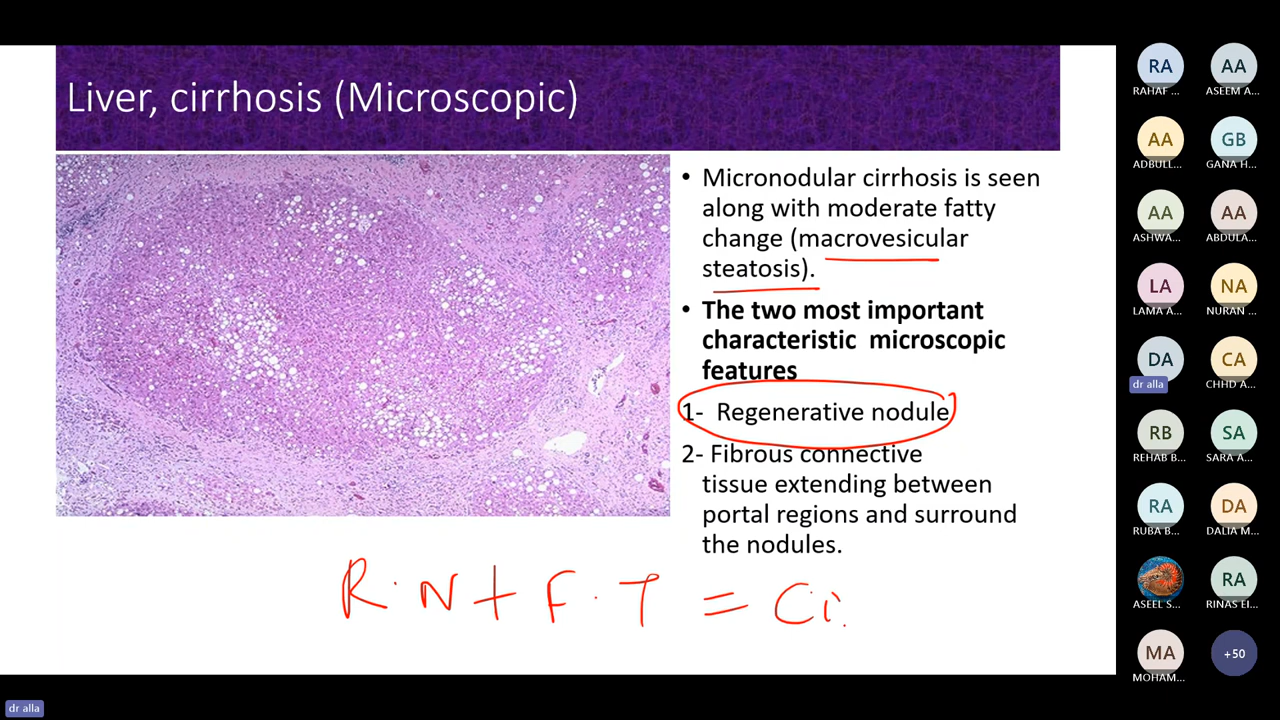 Liver, cirrhosis (Microscopic)
• Micronodular cirrhosis is seen
along with moderate fatty
change (macrovesicular
steatosis).
• The two most important
characteristic microscopic
features
1- Regenerative nodule
2- Fibrous connective
tissue extending between
portal regions and surround
the nodules.
R.N + F.T = Ci
RA
RAHAF ...
AA
ASEEM A...
AA
ADBULL...
GB
GANA H...
AA
ASHWA...
AA
ABDULA...
LA
LAMA A...
NA
NURAN ...
DA
dr alla
CA
CHHD A...
RB
REHAB B...
SA
SARA A...
RA
RUBA B...
DA
DALIA M...
ASEEL S...
RA
RINAS EI...
MA
MOHAM...
+50
dr alla